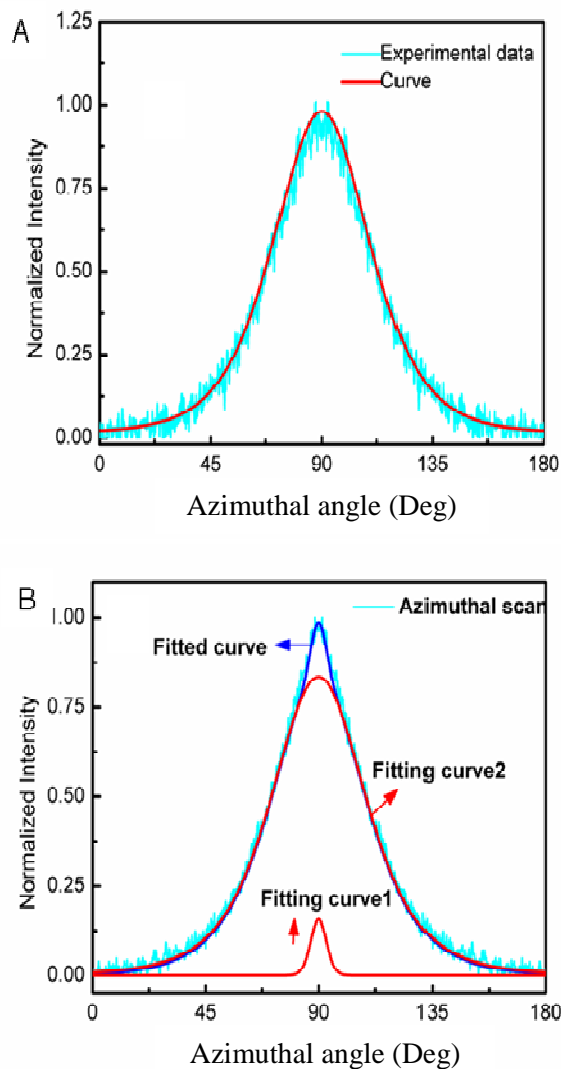 A
1.25
1.00
0.75
0.50
0.25
0.00
Normalized Intensity
Experimental data
Curve
0 45 90 135 180
Azimuthal angle (Deg)
B
1.00
0.75
0.50
0.25
0.00
Normalized Intensity
Azimuthal scan
Fitted curve
Fitting curve2
Fitting curve1
0 45 90 135 180
Azimuthal angle (Deg)